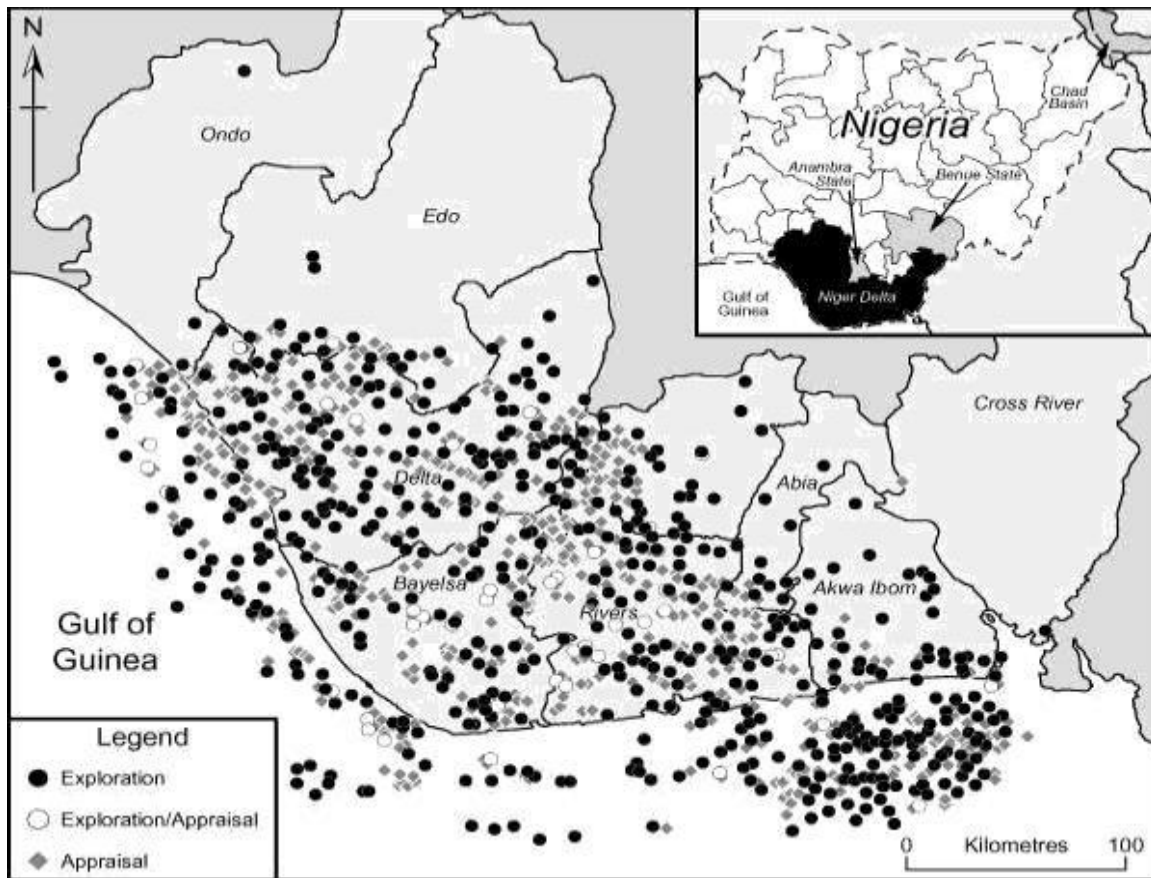 N
Ondo
Edo
Delta
Bayelsa
Rivers
Abia
Akwa Ibom
Cross River
Gulf of
Guinea
Nigeria
Chad
Basin
Anambra
State
Benue State
Niger Delta
Gulf of
Guinea
Legend
Exploration
Exploration/Appraisal
Appraisal
0 Kilometres 100